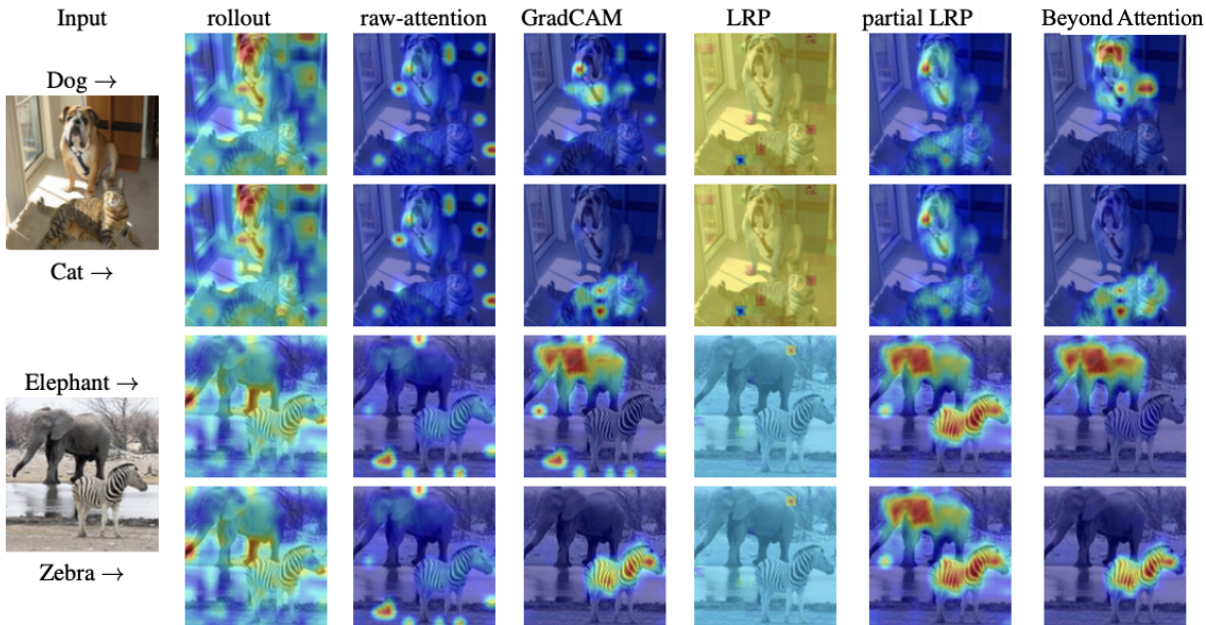 Input rollout raw-attention GradCAM LRP partial LRP Beyond Attention
Dog →
Cat →
Elephant →
Zebra →